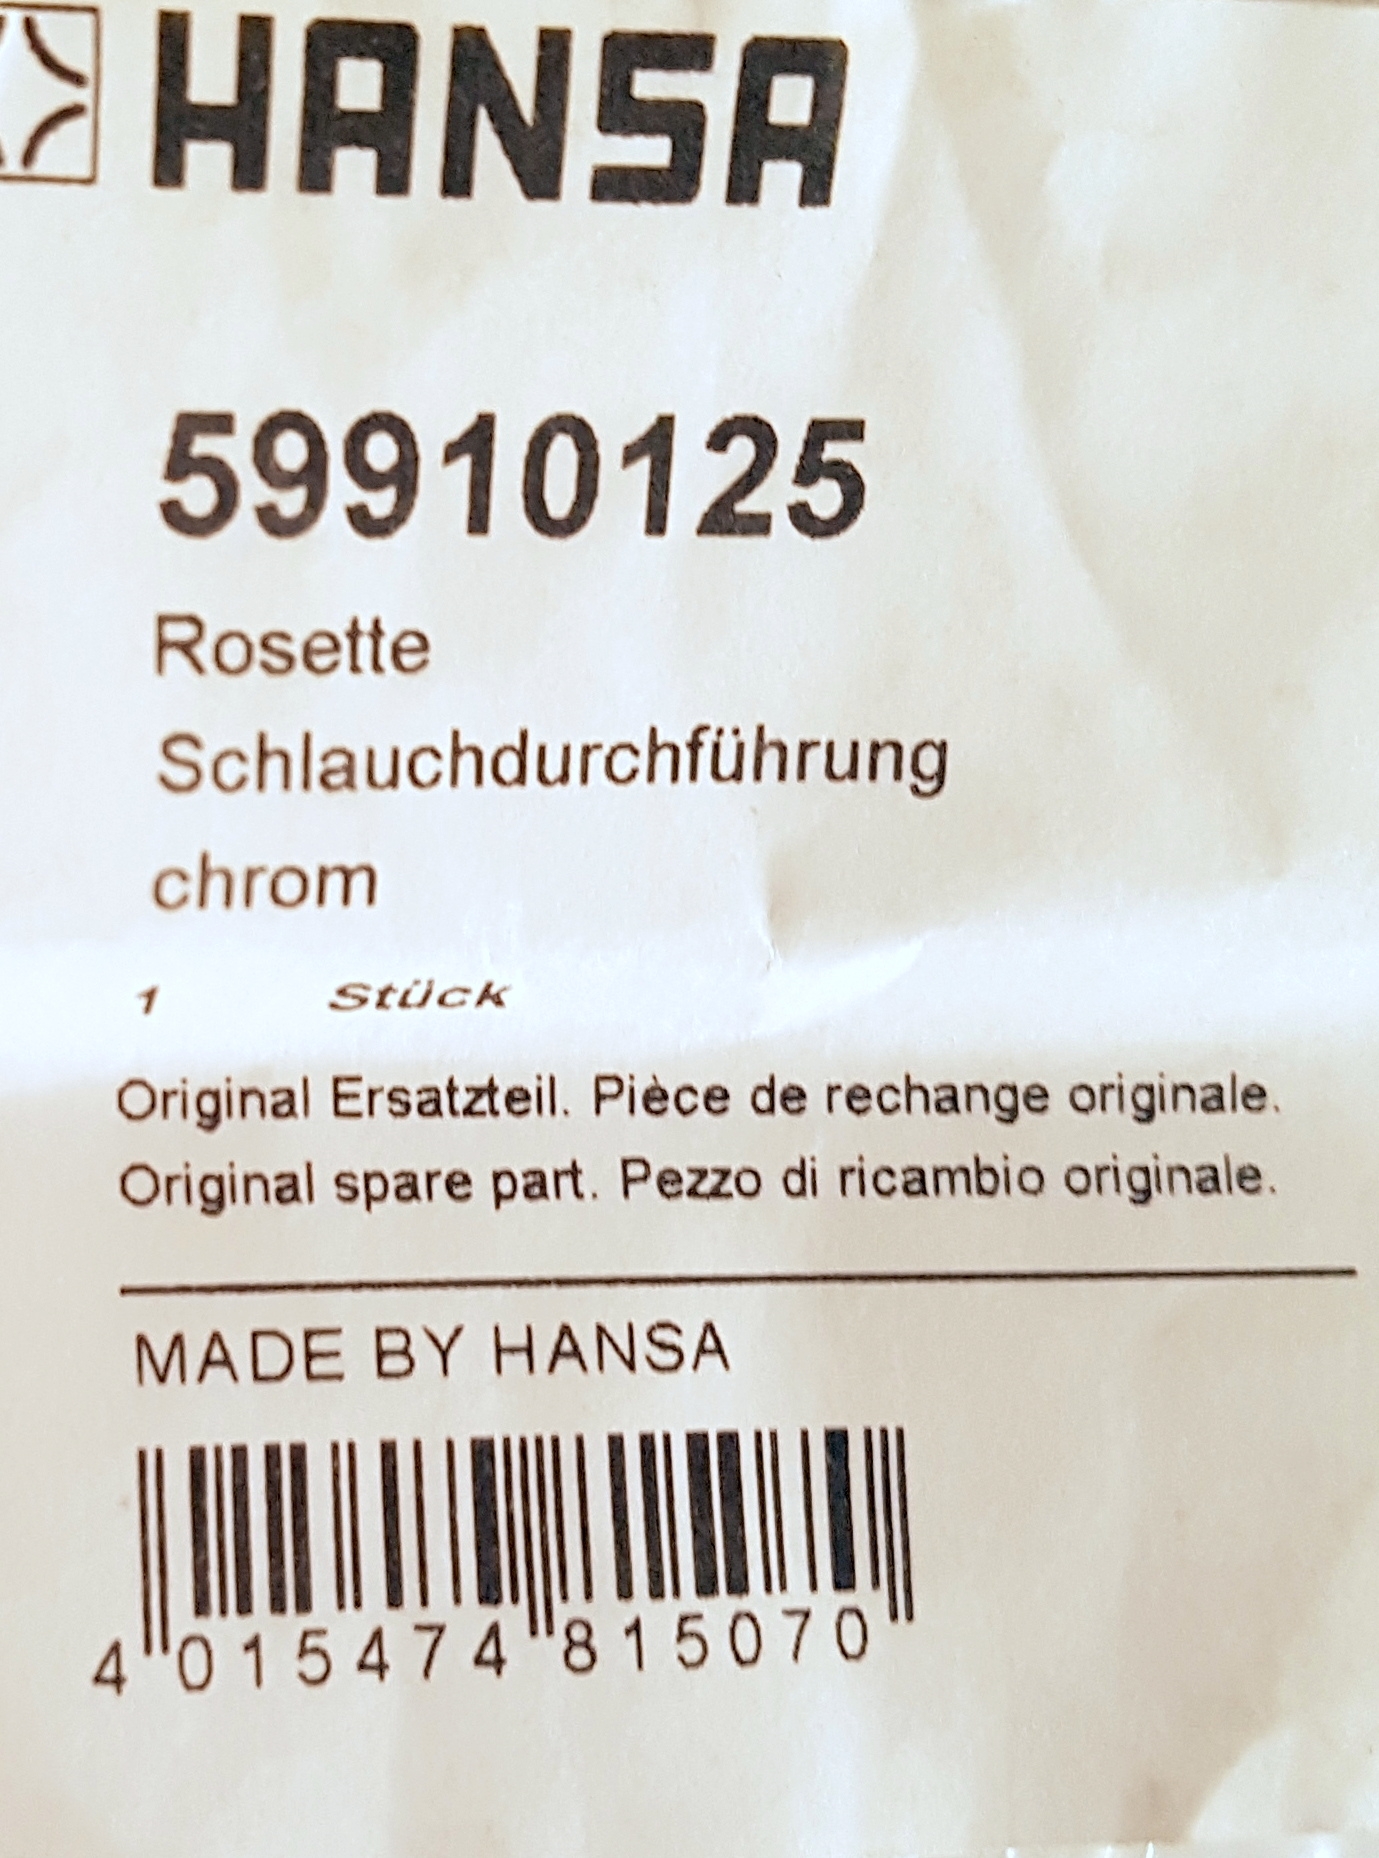 HANSA
59910125
Rosette
Schlauchdurchführung
chrom
1 Stück
Original Ersatzteil. Pièce de rechange originale.
Original spare part. Pezzo di ricambio originale.
MADE BY HANSA
4 015474 815070